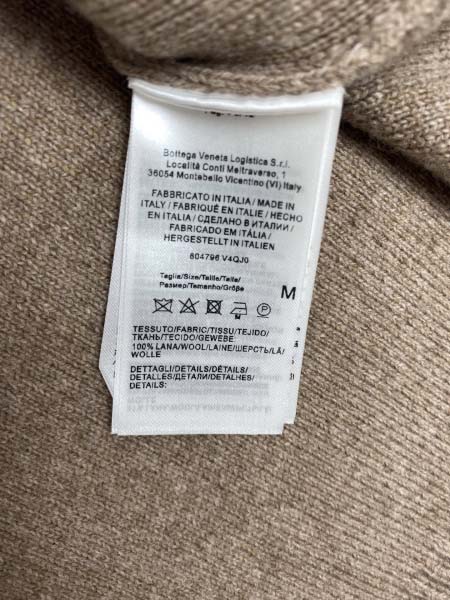 Bottega Veneta Logistica S.r.l.
Località Conti Meltraverso, 1
36054 Montebello Vicentino (VI) Italy
FABBRICATO IN ITALIA / MADE IN
ITALY / FABRIQUÉ EN ITALIE / HECHO
EN ITALIA / СДЕЛАНО В ИТАЛИИ /
FABRICADO EM ITÁLIA /
HERGESTELLT IN ITALIEN
804796 V4QJ0
Taglia/Size/Taille/Talla/
Размер/Tamanho/Größe
M
P
TESSUTO/FABRIC/TISSU/TEJIDO/
ТКАНЬ/TECIDO/GEWEBE:
100% LANA/WOOL/LAINE/ШЕРСТЬ/LÃ/
WOLLE
DETTAGLI/DETAILS/DÉTAILS/
DETALLES/ДЕТАЛИ/DETALHES/
DETAILS: